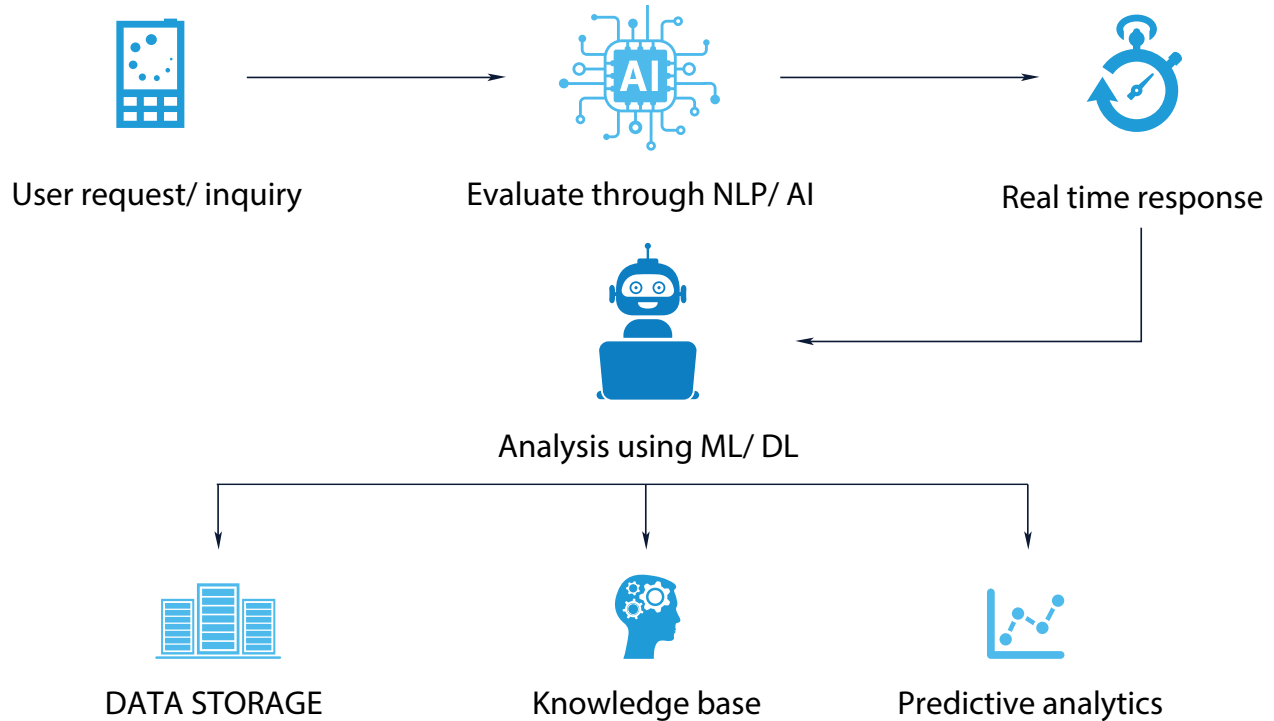 AI
User request/ inquiry
Evaluate through NLP/ AI
Real time response
Analysis using ML/ DL
DATA STORAGE
Knowledge base
Predictive analytics